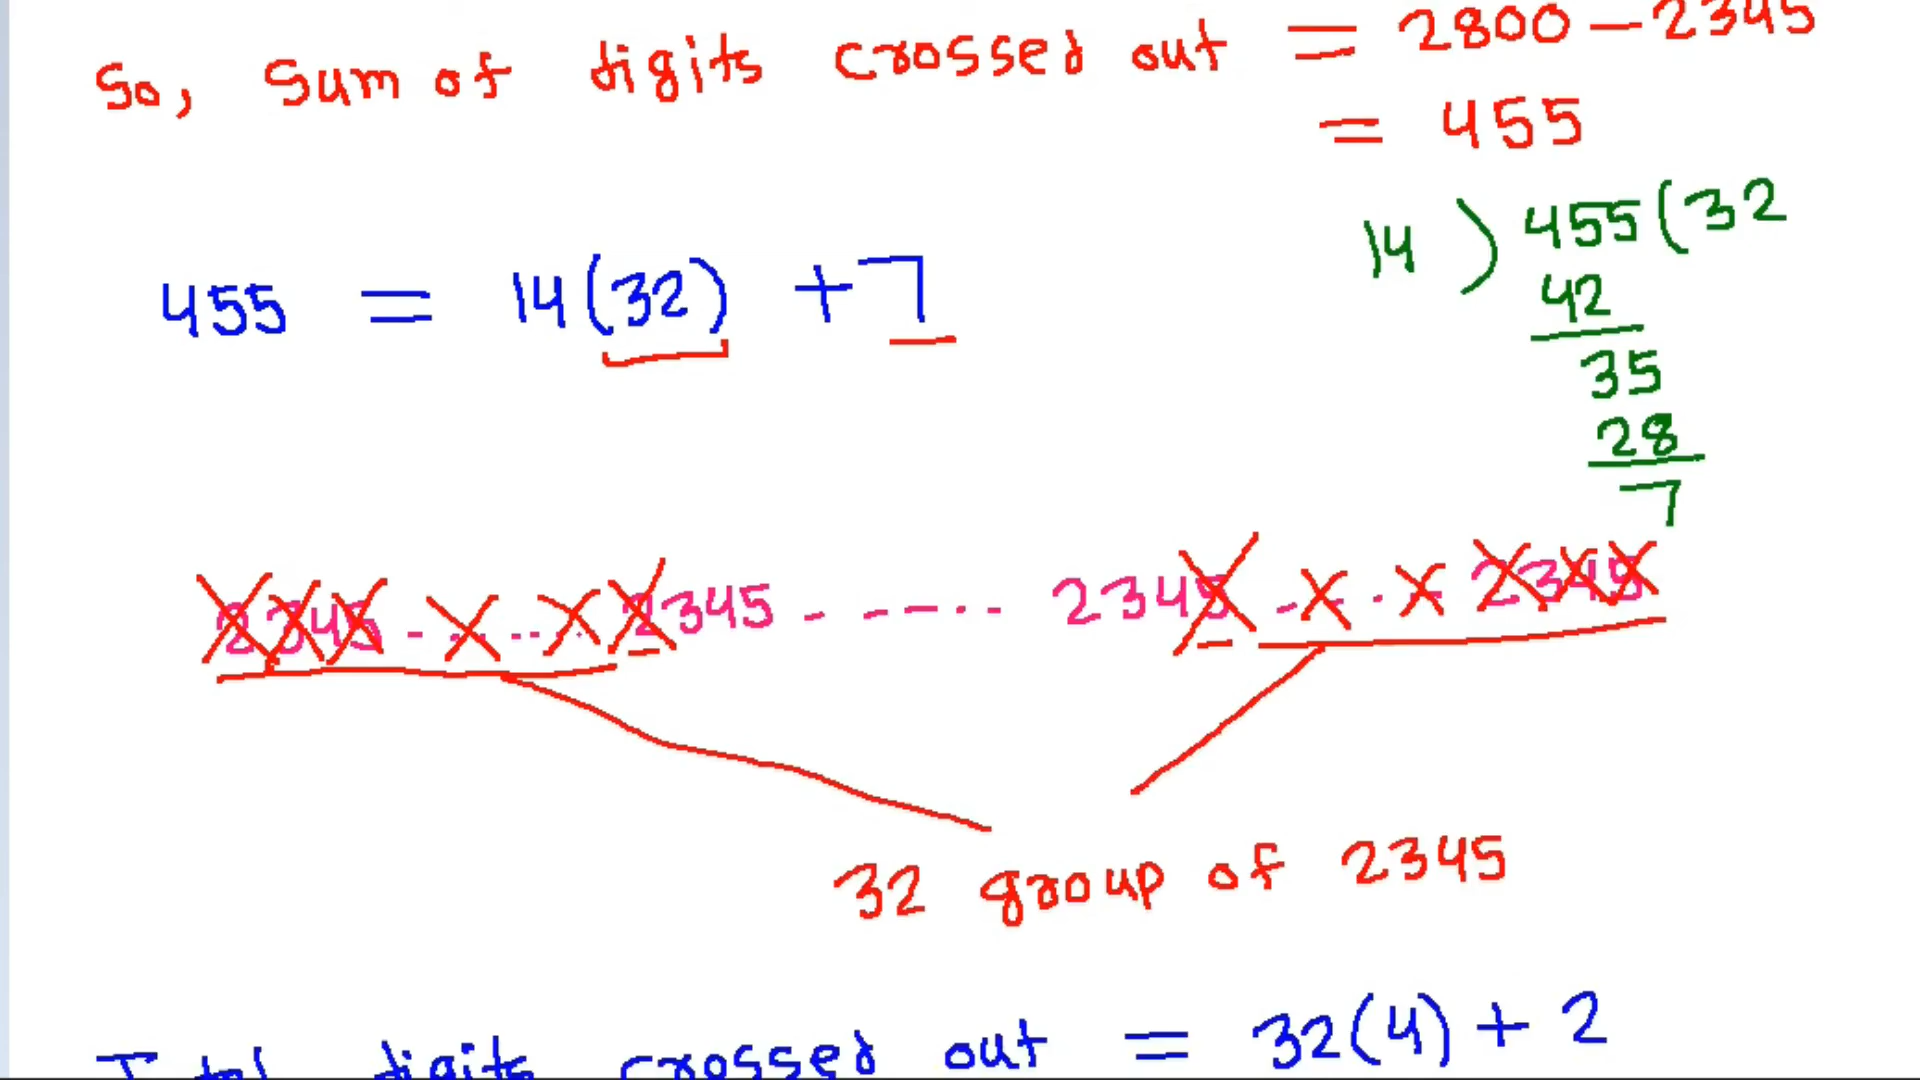 So, Sum of digits crossed out = 2800 - 2345
= 455
14 ) 455 ( 32
42
35
28
7
455 = 14(32) + 7
2345 - - - - - 2345 - - - - - 2345 - - - 2345
32 group of 2345
Total digits crossed out = 32(4) + 2